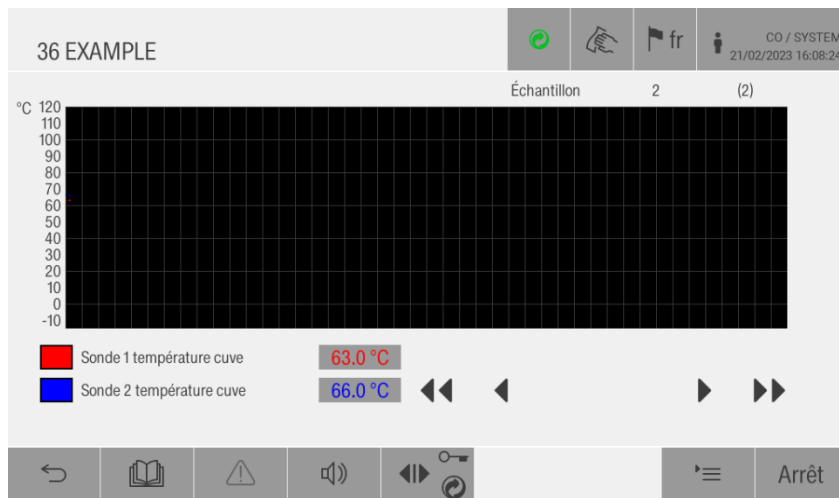 36 EXAMPLE
fr
CO / SYSTEM
21/02/2023 16:08:24
Échantillon 2 (2)
°C 120
110
100
90
80
70
60
50
40
30
20
10
0
-10
Sonde 1 température cuve 63.0 °C
Sonde 2 température cuve 66.0 °C
Arrêt